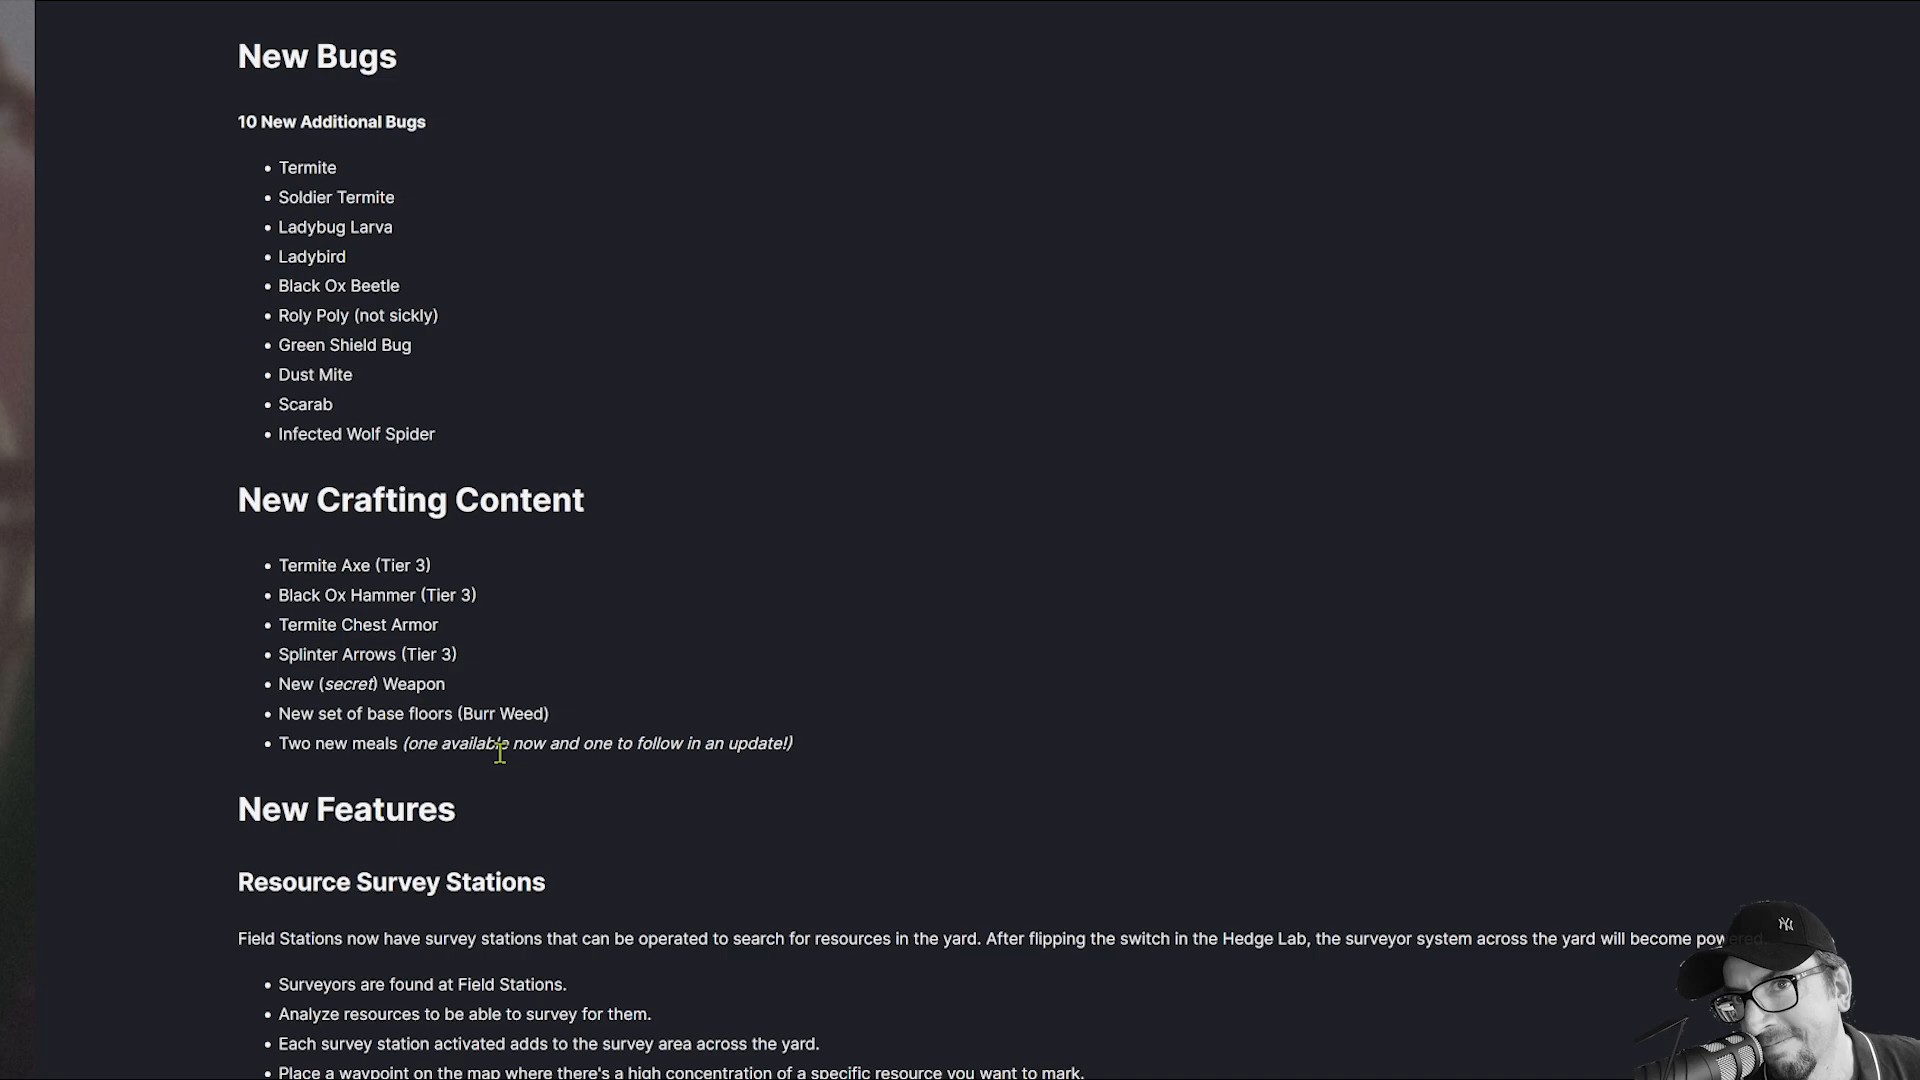 New Bugs
10 New Additional Bugs
• Termite
• Soldier Termite
• Ladybug Larva
• Ladybird
• Black Ox Beetle
• Roly Poly (not sickly)
• Green Shield Bug
• Dust Mite
• Scarab
• Infected Wolf Spider
New Crafting Content
• Termite Axe (Tier 3)
• Black Ox Hammer (Tier 3)
• Termite Chest Armor
• Splinter Arrows (Tier 3)
• New (secret) Weapon
• New set of base floors (Burr Weed)
• Two new meals (one available now and one to follow in an update!)
New Features
Resource Survey Stations
Field Stations now have survey stations that can be operated to search for resources in the yard. After flipping the switch in the Hedge Lab, the surveyor system across the yard will become powered.
• Surveyors are found at Field Stations.
• Analyze resources to be able to survey for them.
• Each survey station activated adds to the survey area across the yard.
• Place a waypoint on the map where there's a high concentration of a specific resource you want to mark.
NY